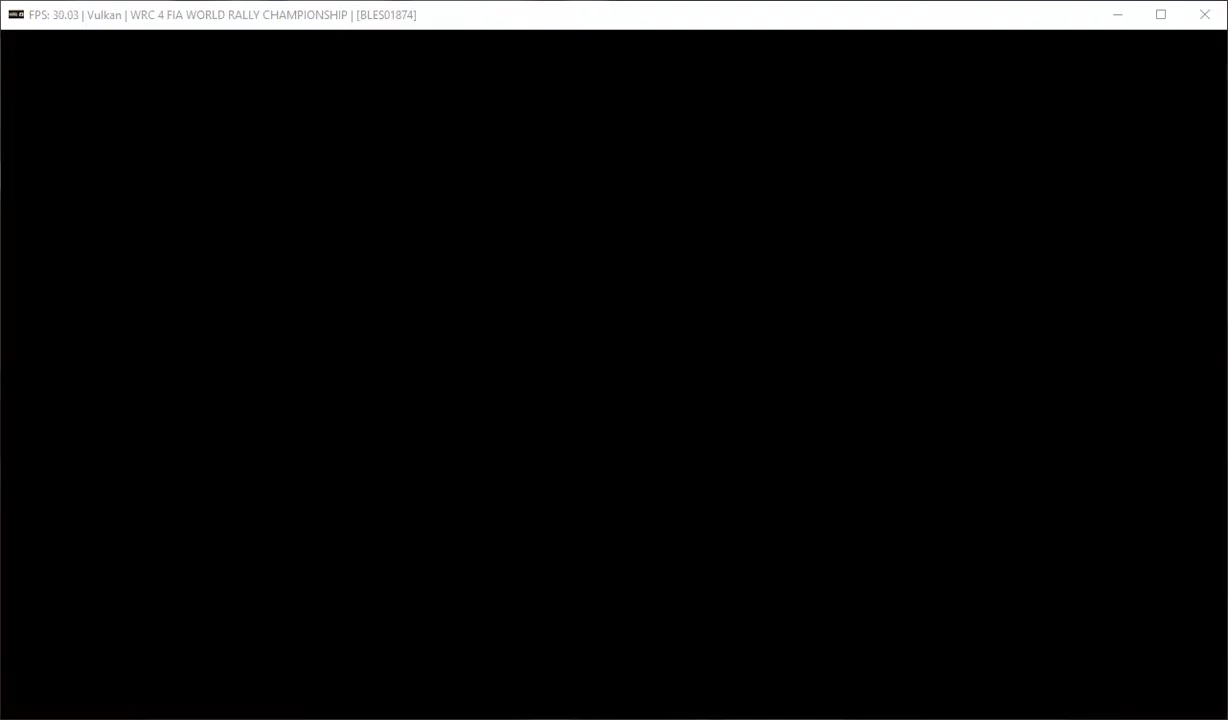 FPS: 30.03 | Vulkan | WRC 4 FIA WORLD RALLY CHAMPIONSHIP | [BLES01874]